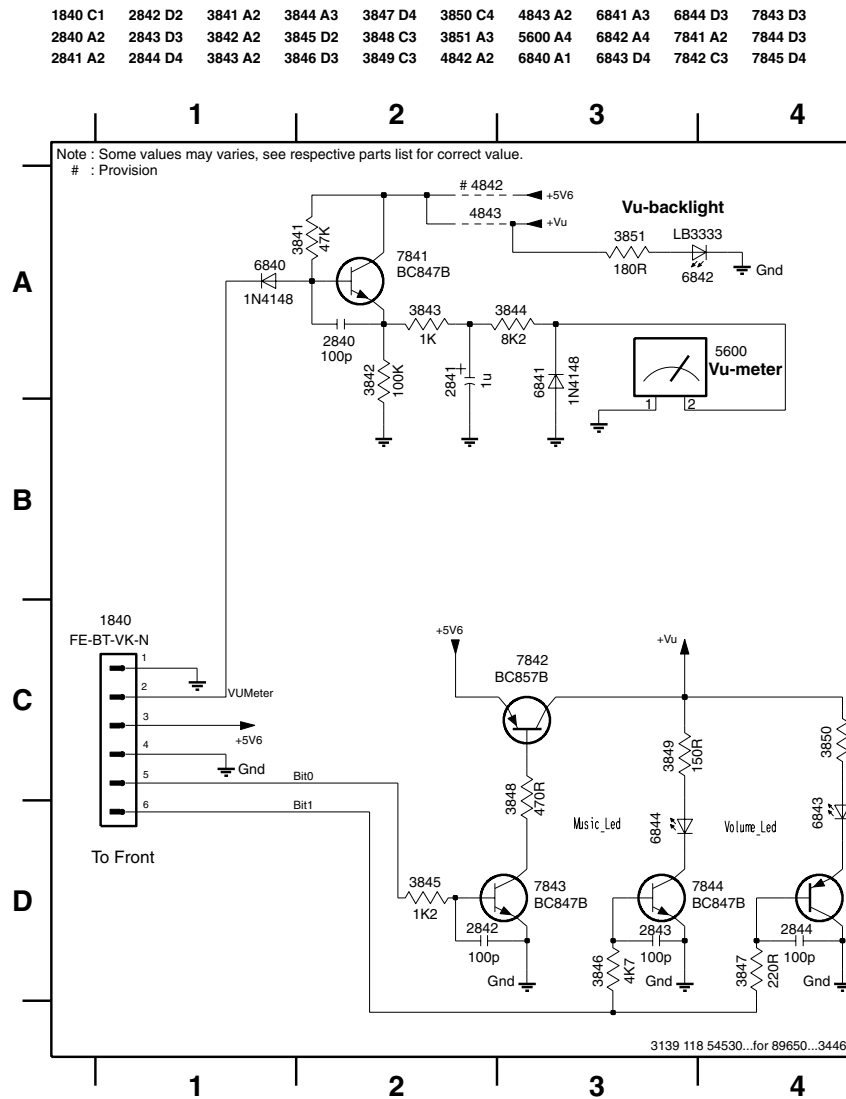 1840 C1 2842 D2 3841 A2 3844 A3 3847 D4 3850 C4 4843 A2 6841 A3 6844 D3 7843 D3
2840 A2 2843 D3 3842 A2 3845 D2 3848 C3 3851 A3 5600 A4 6842 A4 7841 A2 7844 D3
2841 A2 2844 D4 3843 A2 3846 D3 3849 C3 4842 A2 6840 A1 6843 D4 7842 C3 7845 D4
1 2 3 4
Note : Some values may varies, see respective parts list for correct value.
# : Provision
A
3841
47K
# 4842
+5V6
4843
+Vu
Vu-backlight
3851
180R
LB3333
6842
Gnd
6840
1N4148
7841
BC847B
2840
100p
3843
1K
3844
8K2
3842
100K
2841
+
1u
6841
1N4148
5600
Vu-meter
1 2
B
C
1840
FE-BT-VK-N
1
2
VUMeter
3
+5V6
4
Gnd
5
Bit0
6
Bit1
To Front
+5V6
7842
BC857B
+Vu
3849
150R
3850
3848
470R
Music_Led
6844
Volume_Led
6843
D
3845
1K2
7843
BC847B
7844
BC847B
2842
100p
Gnd
3846
4K7
2843
100p
Gnd
3847
220R
2844
100p
Gnd
3139 118 54530...for 89650...3446
1 2 3 4